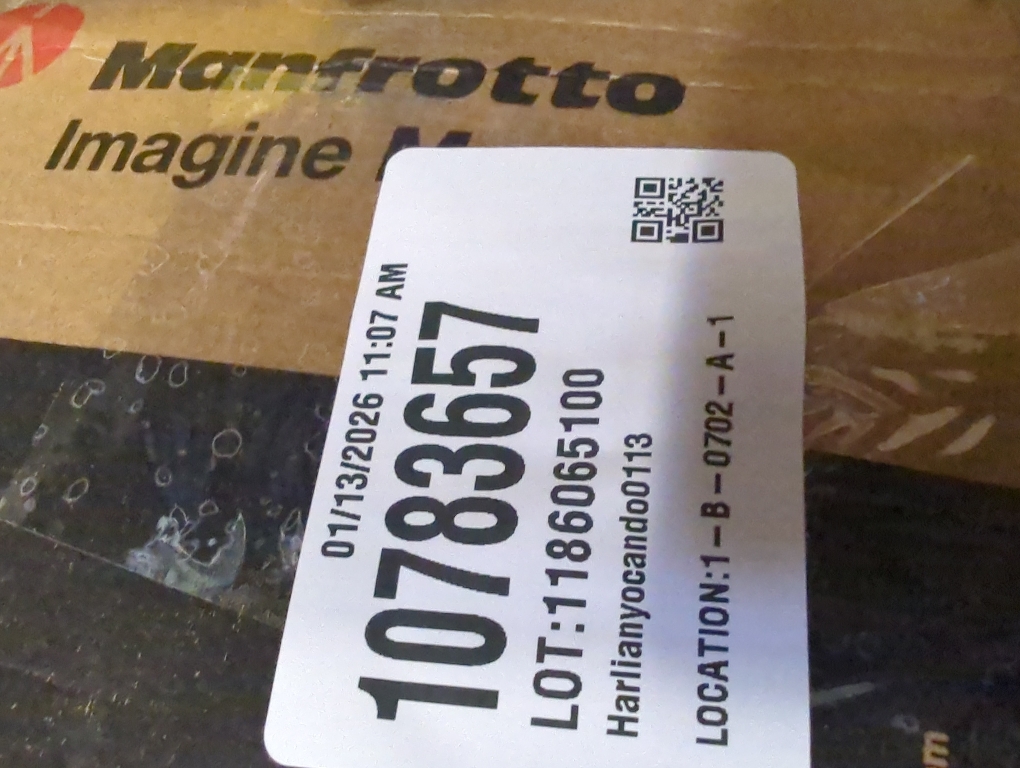 Manfrotto
Imagine M
01/13/2026 11:07 AM
10783657
LOT:1186065100
Harlianyocando0113
LOCATION:1-B-0702-A-1
m